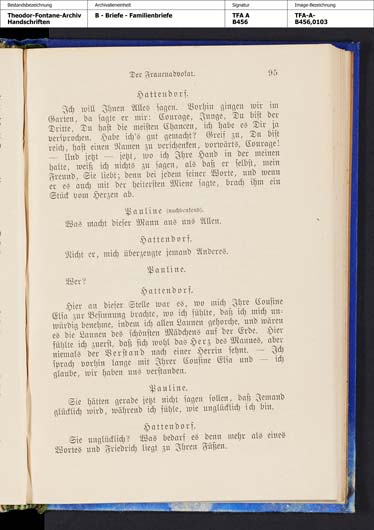 Bestandsbezeichnung
Theodor-Fontane-Archiv
Handschriften
Archivalieneinheit
B - Briefe - Familienbriefe
Signatur
TFA A
B456
Image-Bezeichnung
TFA-A-
B456,0103
Der Frauenadvokat. 95
Hattendorf.
Ich will Ihnen Alles sagen. Vorhin gingen wir im
Garten, da sagte er mir: Courage, Junge, Du bist der
Dritte, Du hast die meisten Chancen, ich habe es Dir ja
versprochen. Habe ich's gut gemacht? Greif zu, Du bist
reich, hast einen Namen zu verschenken, vorwärts, Courage!
— Und jetzt — jetzt, wo ich Ihre Hand in der meinen
halte, weiß ich nichts zu sagen, als daß er selbst, mein
Freund, Sie liebt; denn bei jedem seiner Worte, und wenn
er es auch mit der heitersten Miene sagte, brach ihm ein
Stück vom Herzen ab.
Pauline (nachdenkend).
Was macht dieser Mann aus uns Allen.
Hattendorf.
Nicht er, mich überzeugte jemand Anderes.
Pauline.
Wer?
Hattendorf.
Hier an dieser Stelle war es, wo mich Ihre Cousine
Elsa zur Besinnung brachte, wo ich fühlte, daß ich mich un-
würdig benehme, indem ich allen Launen gehorche, und wären
es die Launen des schönsten Mädchens auf der Erde. Hier
fühlte ich zuerst, daß sich wohl das Herz des Mannes, aber
niemals der Verstand nach einer Herrin sehnt. — Ich
sprach vorhin lange mit Ihrer Cousine Elsa und — ich
glaube, wir haben uns verstanden.
Pauline.
Sie hätten gerade jetzt nicht sagen sollen, daß Jemand
glücklich wird, während ich fühle, wie unglücklich ich bin.
Hattendorf.
Sie unglücklich? Was bedarf es denn mehr als eines
Wortes und Friedrich liegt zu Ihren Füßen.